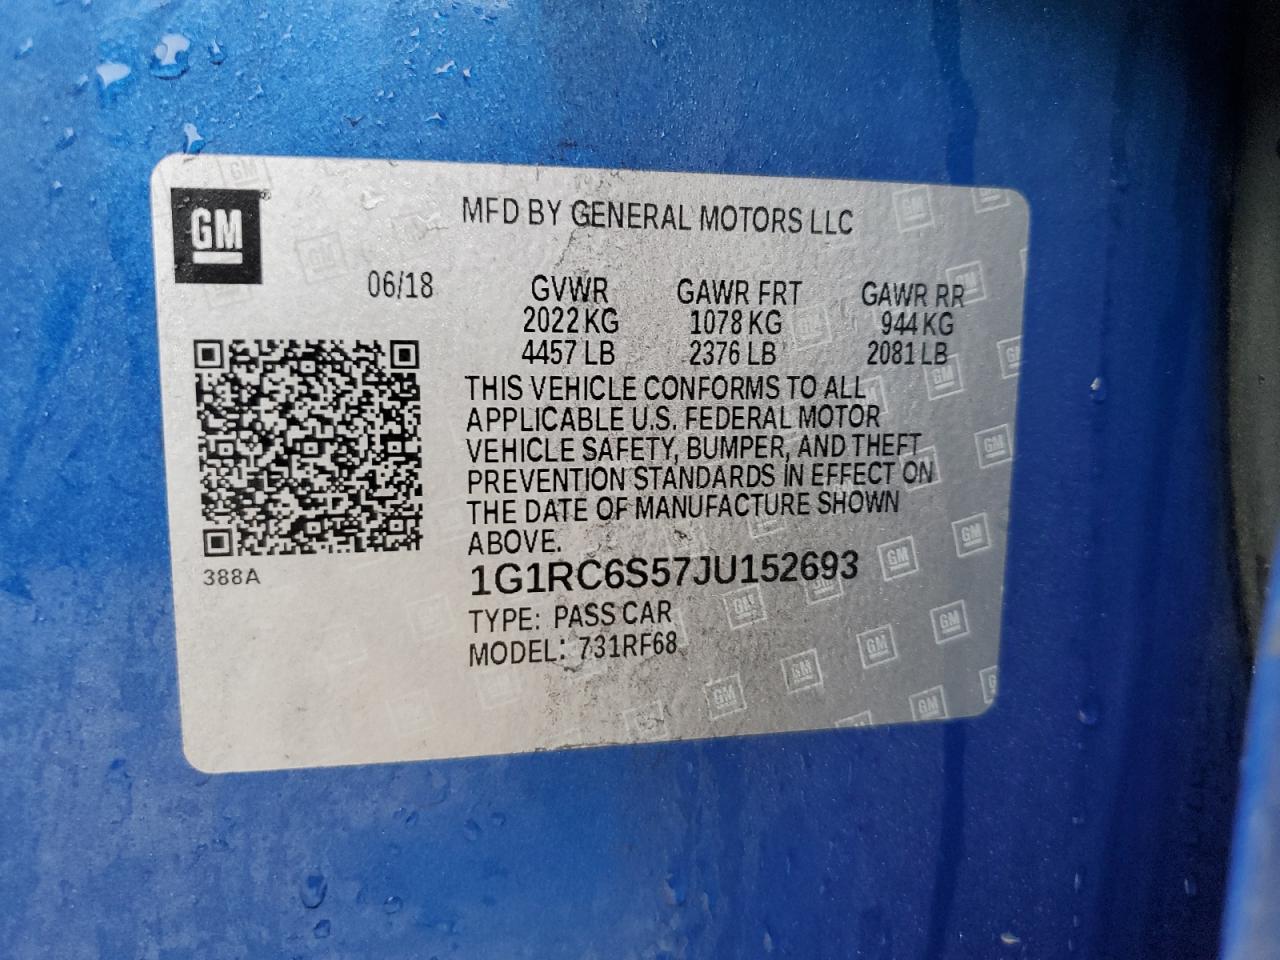 GM
MFD BY GENERAL MOTORS LLC
06/18 GVWR GAWR FRT GAWR RR
2022 KG 1078 KG 944 KG
4457 LB 2376 LB 2081 LB
THIS VEHICLE CONFORMS TO ALL
APPLICABLE U.S. FEDERAL MOTOR
VEHICLE SAFETY, BUMPER, AND THEFT
PREVENTION STANDARDS IN EFFECT ON
THE DATE OF MANUFACTURE SHOWN
ABOVE.
388A
1G1RC6S57JU152693
TYPE: PASS CAR
MODEL: 731RF68